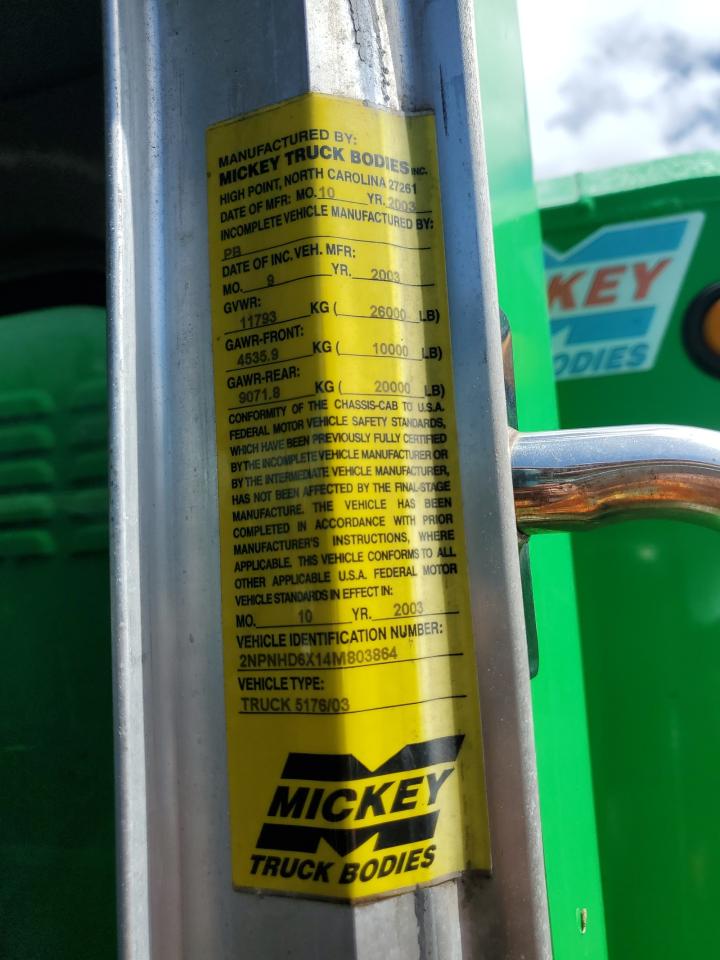 MANUFACTURED BY:
MICKEY TRUCK BODIES INC.
HIGH POINT, NORTH CAROLINA 27261
DATE OF MFR: MO. 10 YR. 2003
INCOMPLETE VEHICLE MANUFACTURED BY:
PB
DATE OF INC. VEH. MFR:
MO. 9 YR. 2003
GVWR:
11793 KG ( 26000 LB)
GAWR-FRONT:
4535.9 KG ( 10000 LB)
GAWR-REAR:
9071.8 KG ( 20000 LB)
CONFORMITY OF THE CHASSIS-CAB TO U.S.A.
FEDERAL MOTOR VEHICLE SAFETY STANDARDS,
WHICH HAVE BEEN PREVIOUSLY FULLY CERTIFIED
BY THE INCOMPLETE VEHICLE MANUFACTURER OR
BY THE INTERMEDIATE VEHICLE MANUFACTURER,
HAS NOT BEEN AFFECTED BY THE FINAL-STAGE
MANUFACTURE. THE VEHICLE HAS BEEN
COMPLETED IN ACCORDANCE WITH PRIOR
MANUFACTURER'S INSTRUCTIONS, WHERE
APPLICABLE. THIS VEHICLE CONFORMS TO ALL
OTHER APPLICABLE U.S.A. FEDERAL MOTOR
VEHICLE STANDARDS IN EFFECT IN:
MO. 10 YR. 2003
VEHICLE IDENTIFICATION NUMBER:
2NPNHD6X14M803864
VEHICLE TYPE:
TRUCK 5176/03
MICKEY
TRUCK BODIES
KEY
ODIES